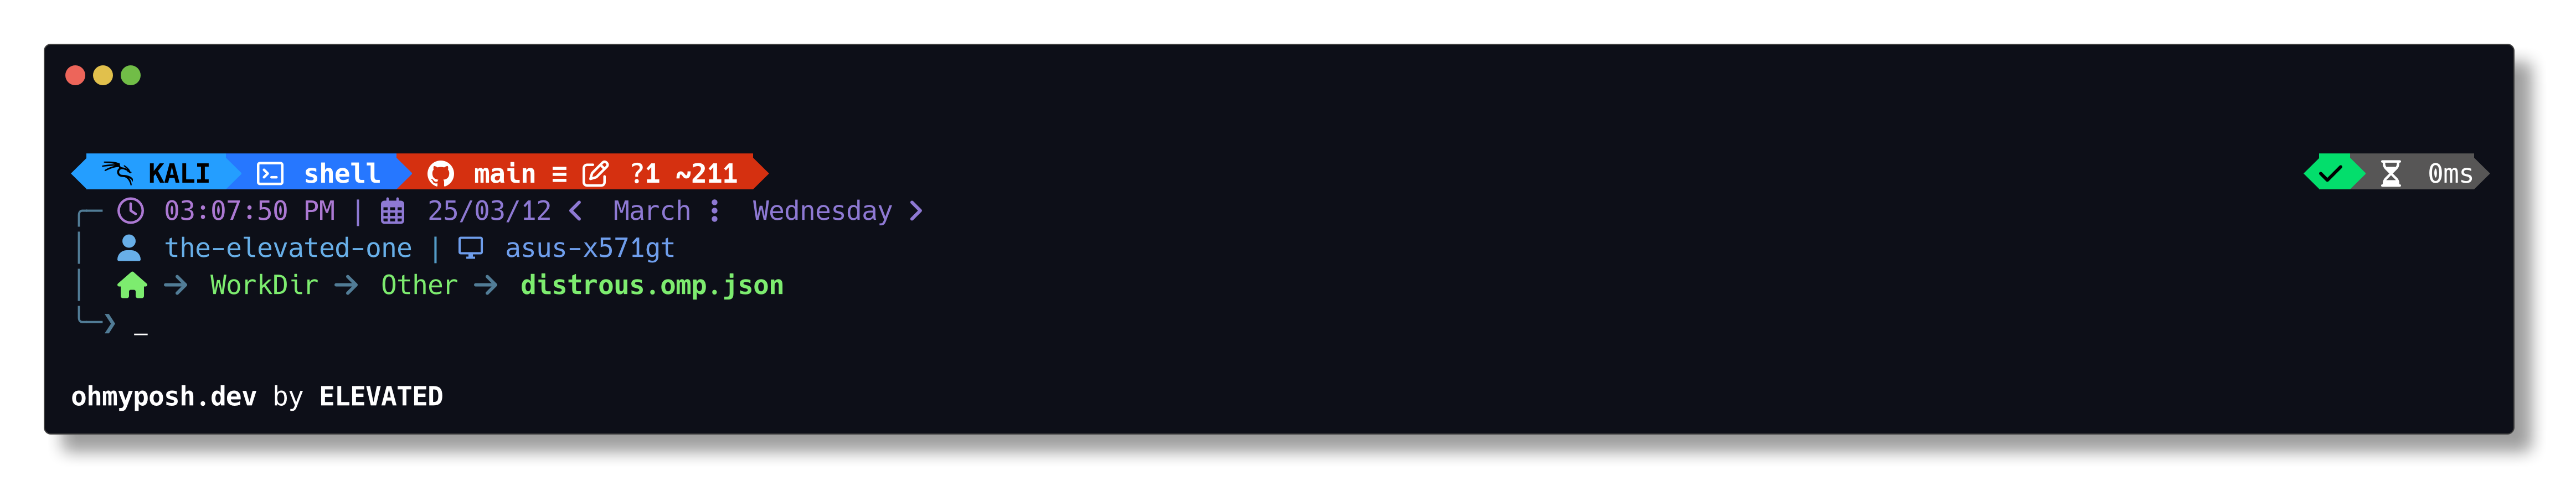 KALI shell main ≡ ?1 ~211 0ms
03:07:50 PM | 25/03/12 < March ⋮ Wednesday >
the-elevated-one | asus-x571gt
→ WorkDir → Other → distrous.omp.json
❯ _
ohmyposh.dev by ELEVATED